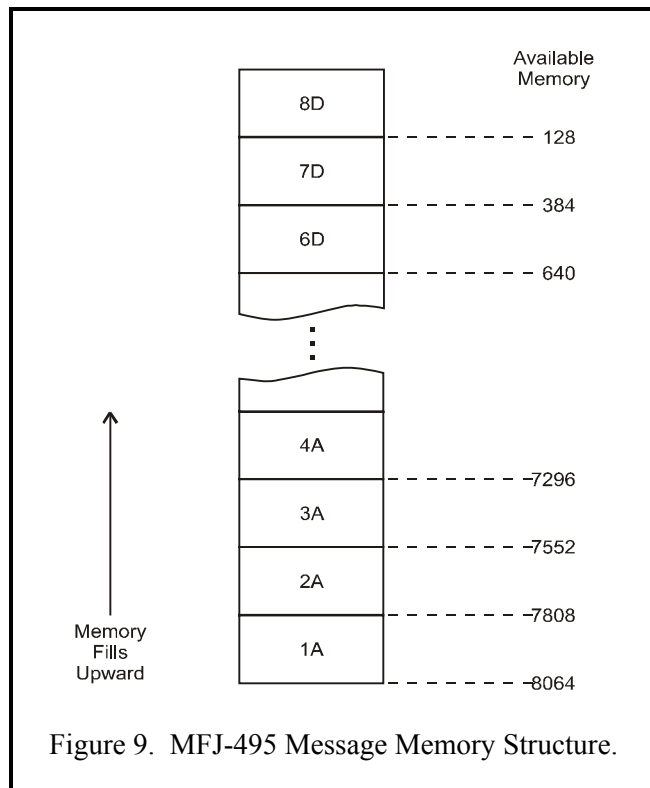 Available
Memory
8D
128
7D
384
6D
640
4A
7296
3A
7552
2A
7808
Memory
Fills
Upward
1A
8064
Figure 9. MFJ-495 Message Memory Structure.